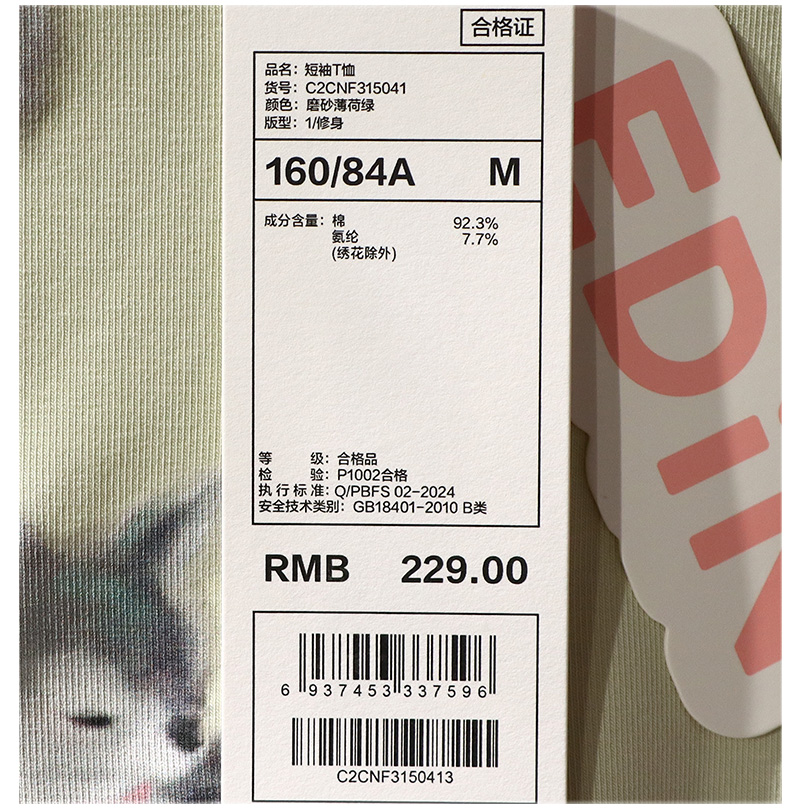 合格证
品名：短袖T恤
货号：C2CNF315041
颜色：磨砂薄荷绿
版型：1/修身
160/84A M
成分含量：棉 92.3%
氨纶 7.7%
(绣花除外)
等级：合格品
检验：P1002合格
执行标准：Q/PBFS 02-2024
安全技术类别：GB18401-2010 B类
RMB 229.00
6 937453 337596
C2CNF3150413
EDiN